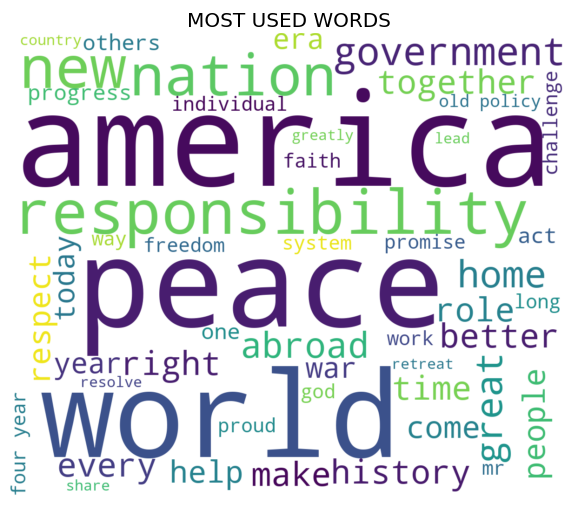 MOST USED WORDS
country
others
era
government
new
nation
together
progress
individual
old policy
challenge
america
greatly
lead
faith
responsibility
way
freedom
system
promise
act
today
respect
peace
home
role
long
one
abroad
work
better
year
right
war
retreat
resolve
god
time
great
people
world
proud
come
four year
every
help
make
history
mr
share